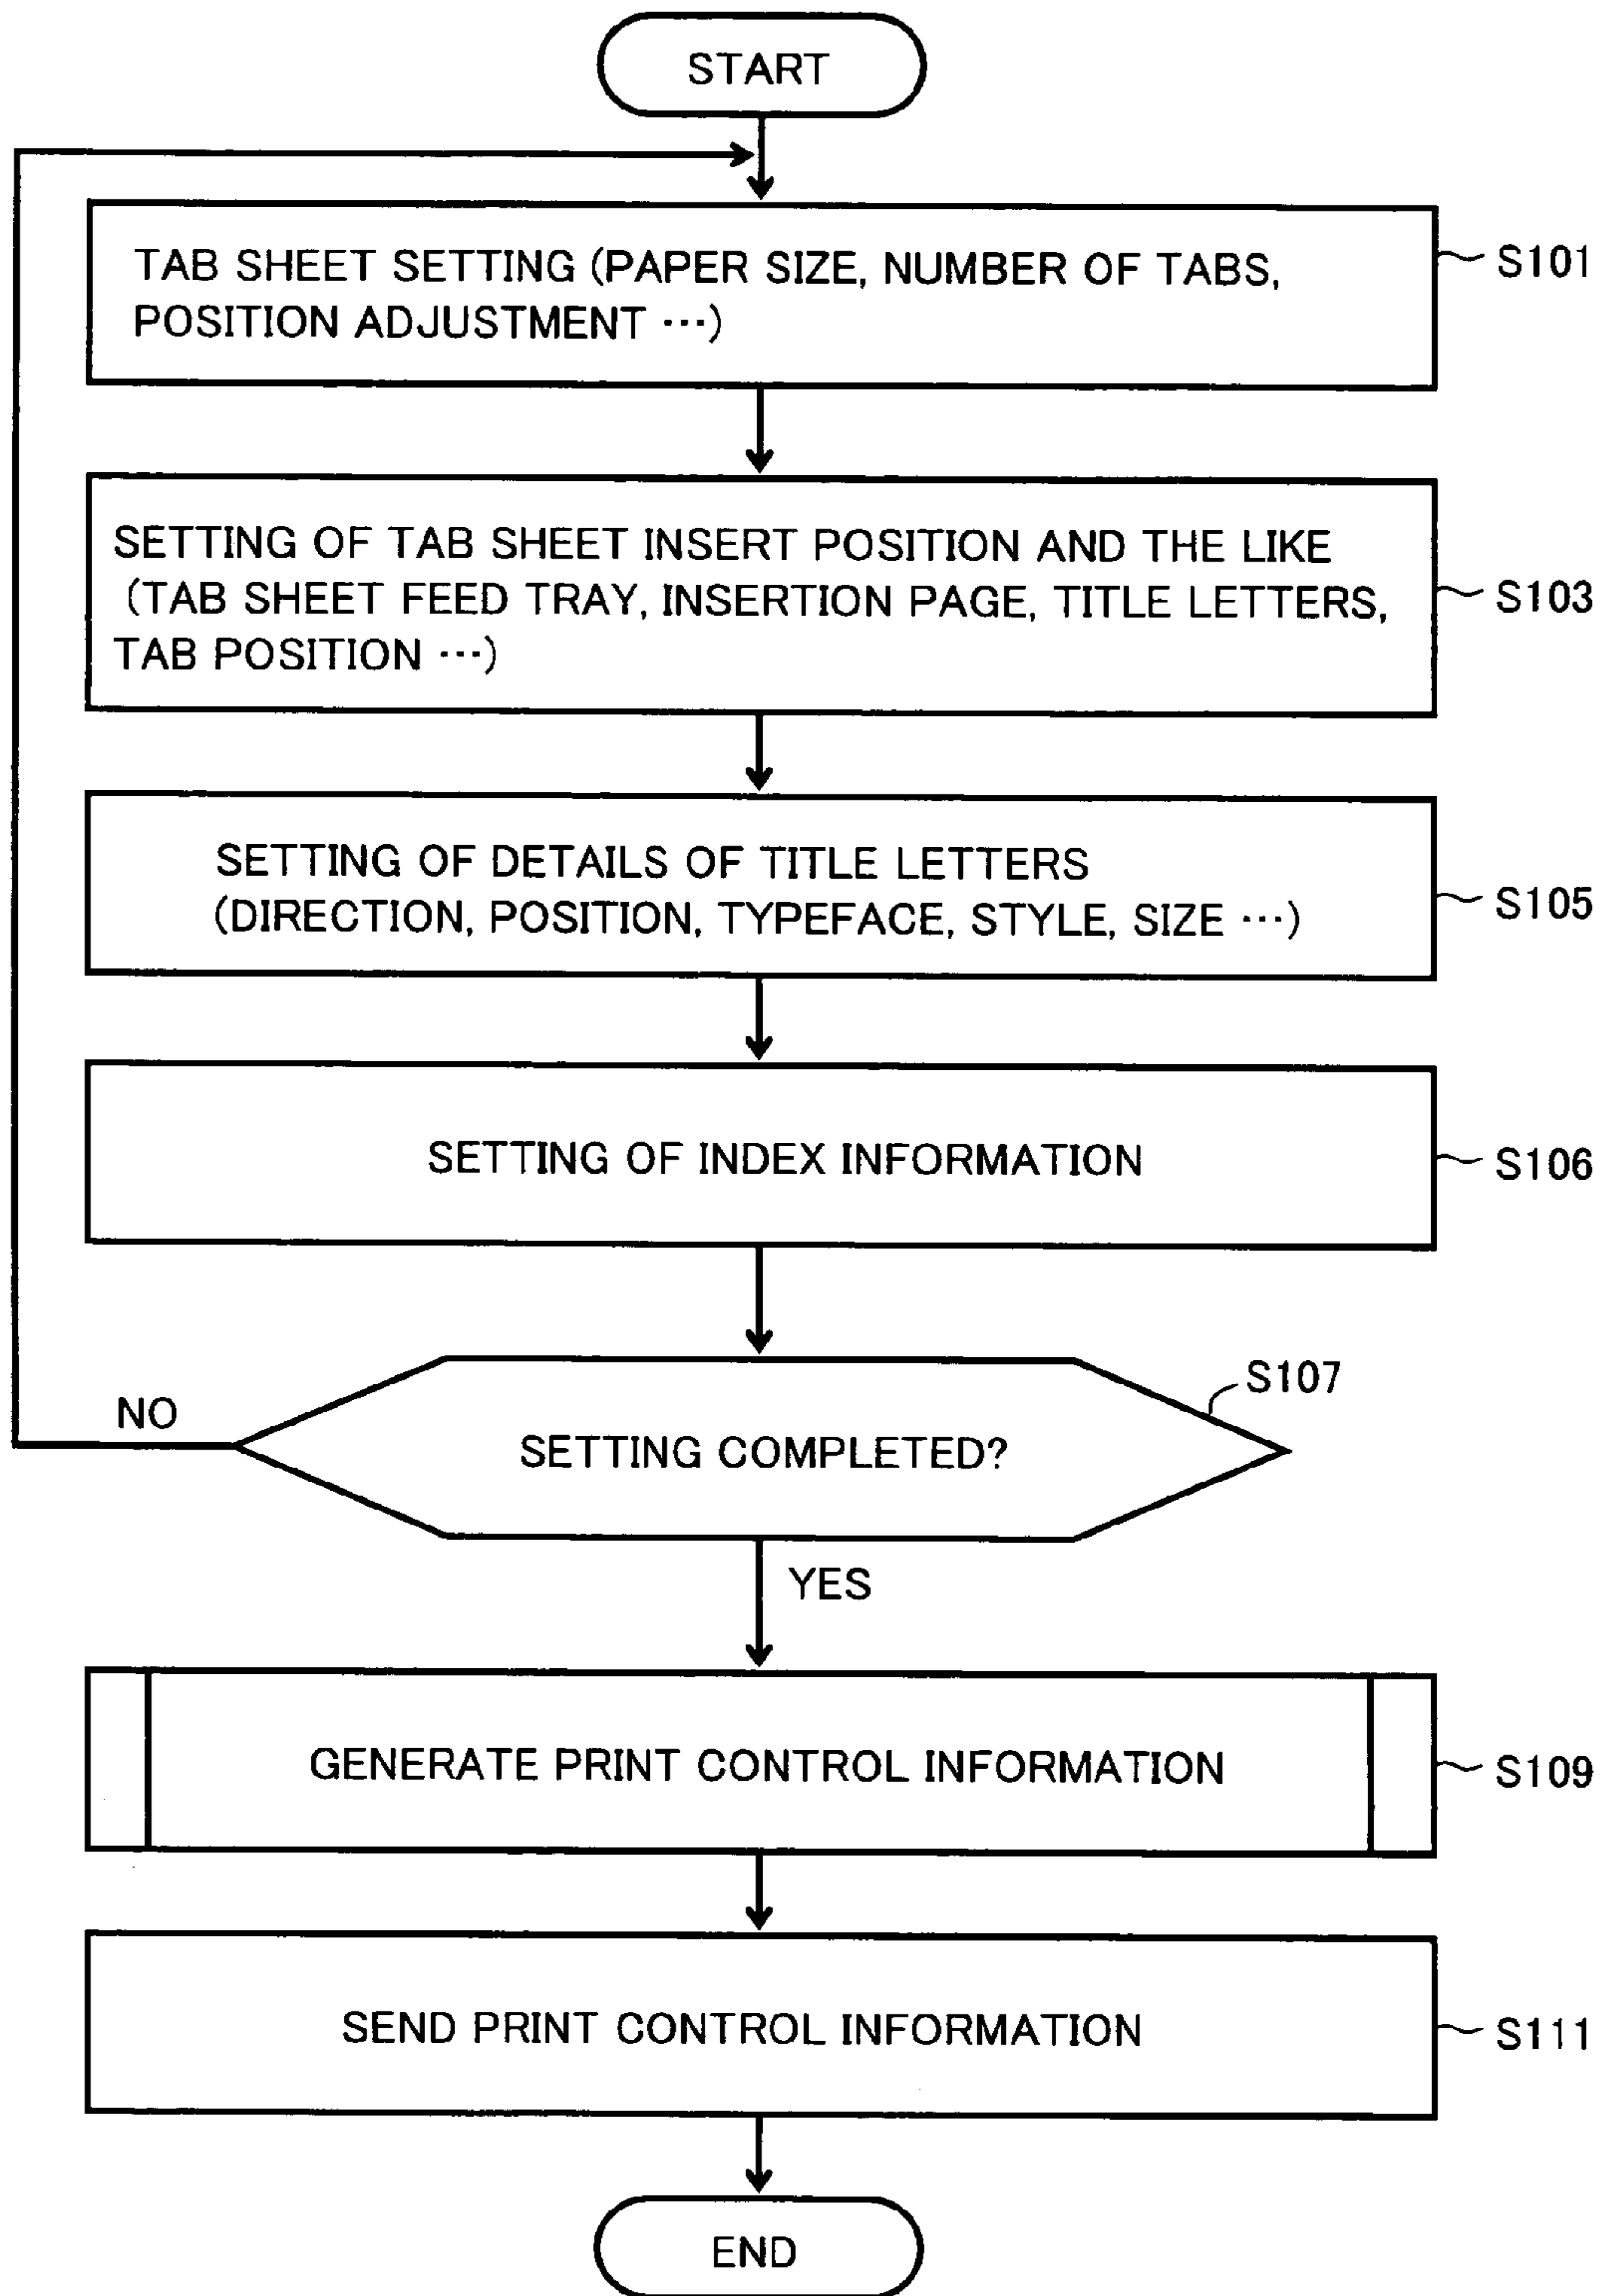 START
TAB SHEET SETTING (PAPER SIZE, NUMBER OF TABS,
POSITION ADJUSTMENT ···)
S101
SETTING OF TAB SHEET INSERT POSITION AND THE LIKE
(TAB SHEET FEED TRAY, INSERTION PAGE, TITLE LETTERS,
TAB POSITION ···)
S103
SETTING OF DETAILS OF TITLE LETTERS
(DIRECTION, POSITION, TYPEFACE, STYLE, SIZE ···)
S105
SETTING OF INDEX INFORMATION
S106
S107
NO
SETTING COMPLETED?
YES
GENERATE PRINT CONTROL INFORMATION
S109
SEND PRINT CONTROL INFORMATION
S111
END